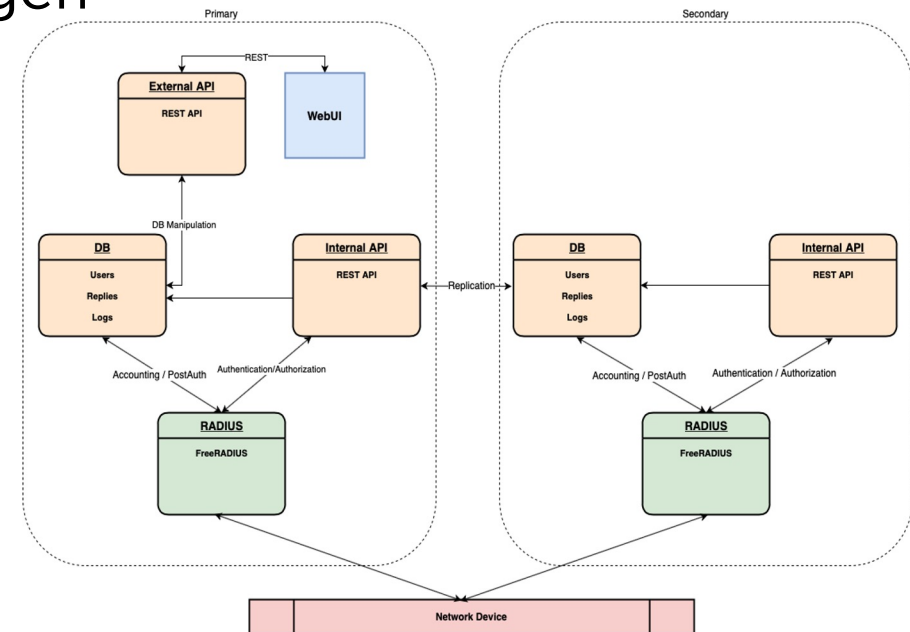 Primary
Secondary
REST
External API
REST API
WebUI
DB Manipulation
DB
Users
Replies
Logs
Internal API
REST API
Replication
DB
Users
Replies
Logs
Internal API
REST API
Accounting / PostAuth
Authentication/Authorization
Accounting / PostAuth
Authentication / Authorization
RADIUS
FreeRADIUS
RADIUS
FreeRADIUS
Network Device